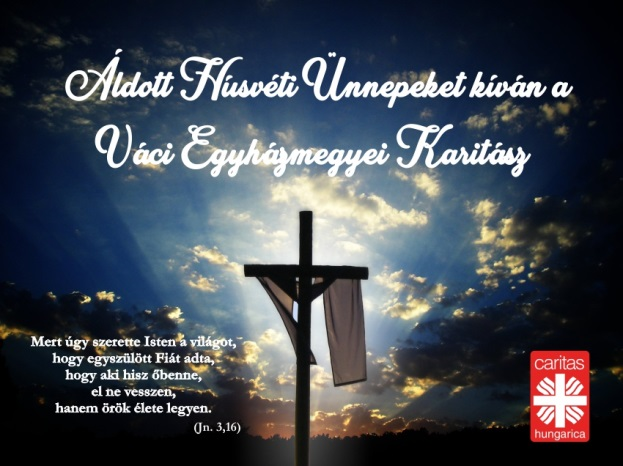 Áldott Húsvéti Ünnepeket kíván a
Váci Egyházmegyei Karitász
Mert úgy szerette Isten a világot,
hogy egyszülött Fiát adta,
hogy aki hisz őbenne,
el ne vesszen,
hanem örök élete legyen.
(Jn. 3,16)
caritas
hungarica